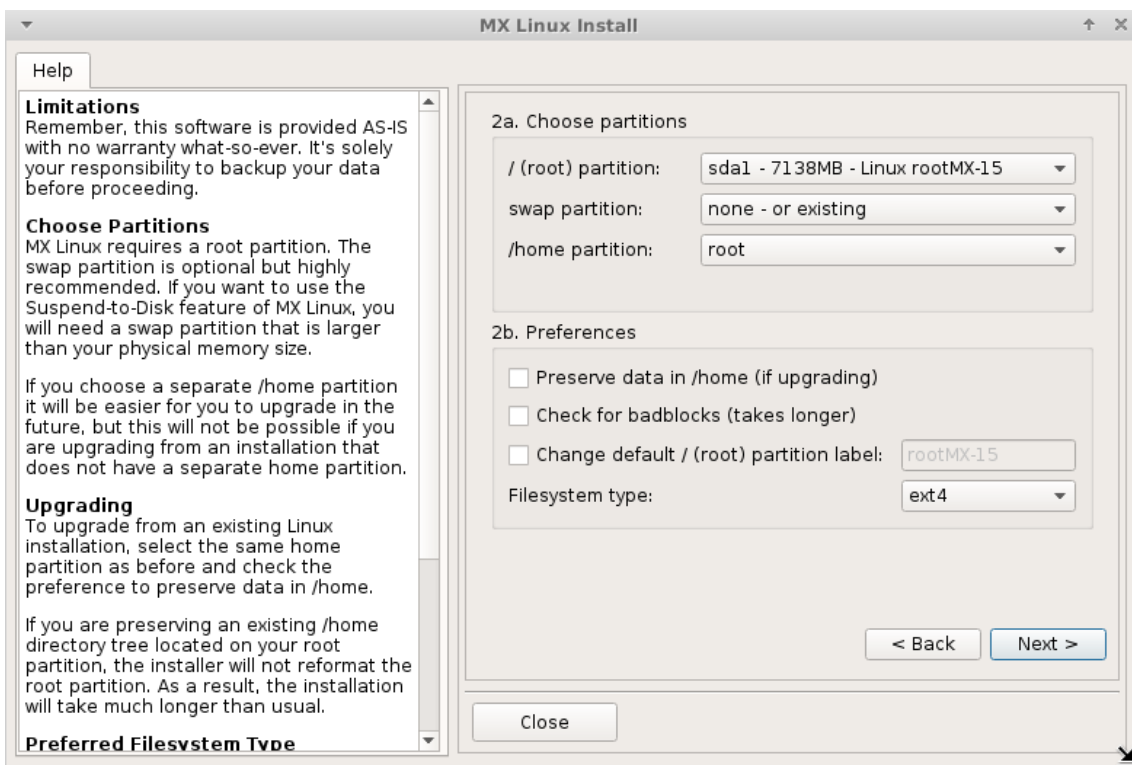 MX Linux Install
Help
Limitations
Remember, this software is provided AS-IS
with no warranty what-so-ever. It's solely
your responsibility to backup your data
before proceeding.
Choose Partitions
MX Linux requires a root partition. The
swap partition is optional but highly
recommended. If you want to use the
Suspend-to-Disk feature of MX Linux, you
will need a swap partition that is larger
than your physical memory size.
If you choose a separate /home partition
it will be easier for you to upgrade in the
future, but this will not be possible if you
are upgrading from an installation that
does not have a separate home partition.
Upgrading
To upgrade from an existing Linux
installation, select the same home
partition as before and check the
preference to preserve data in /home.
If you are preserving an existing /home
directory tree located on your root
partition, the installer will not reformat the
root partition. As a result, the installation
will take much longer than usual.
Preferred Filesystem Type
2a. Choose partitions
/ (root) partition: sda1 - 7138MB - Linux rootMX-15
swap partition: none - or existing
/home partition: root
2b. Preferences
Preserve data in /home (if upgrading)
Check for badblocks (takes longer)
Change default / (root) partition label: rootMX-15
Filesystem type: ext4
< Back Next >
Close